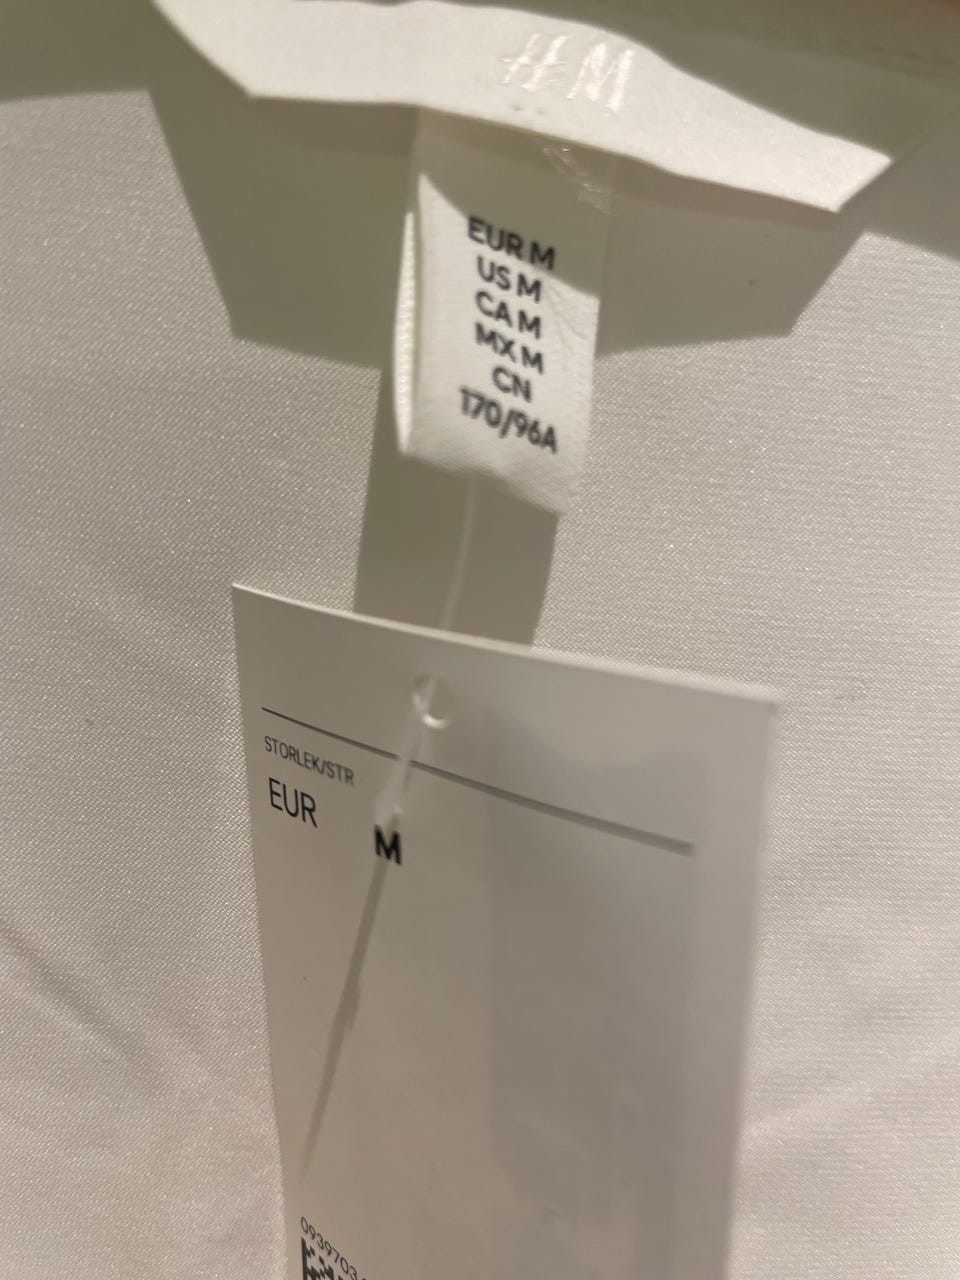 H&M
EUR M
US M
CA M
MX M
CN
170/96A
STORLEK/STR
EUR
M